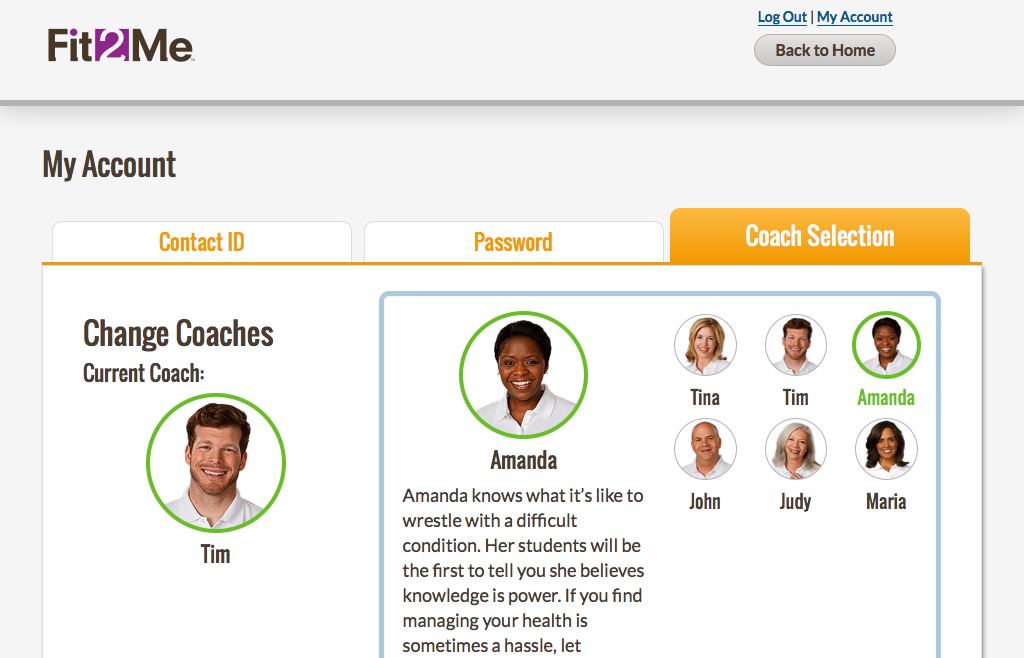 Log Out | My Account
Fit2Me
Back to Home
My Account
Contact ID
Password
Coach Selection
Change Coaches
Current Coach:
Tim
Amanda
Amanda knows what it’s like to
wrestle with a difficult
condition. Her students will be
the first to tell you she believes
knowledge is power. If you find
managing your health is
sometimes a hassle, let
Tina
Tim
Amanda
John
Judy
Maria